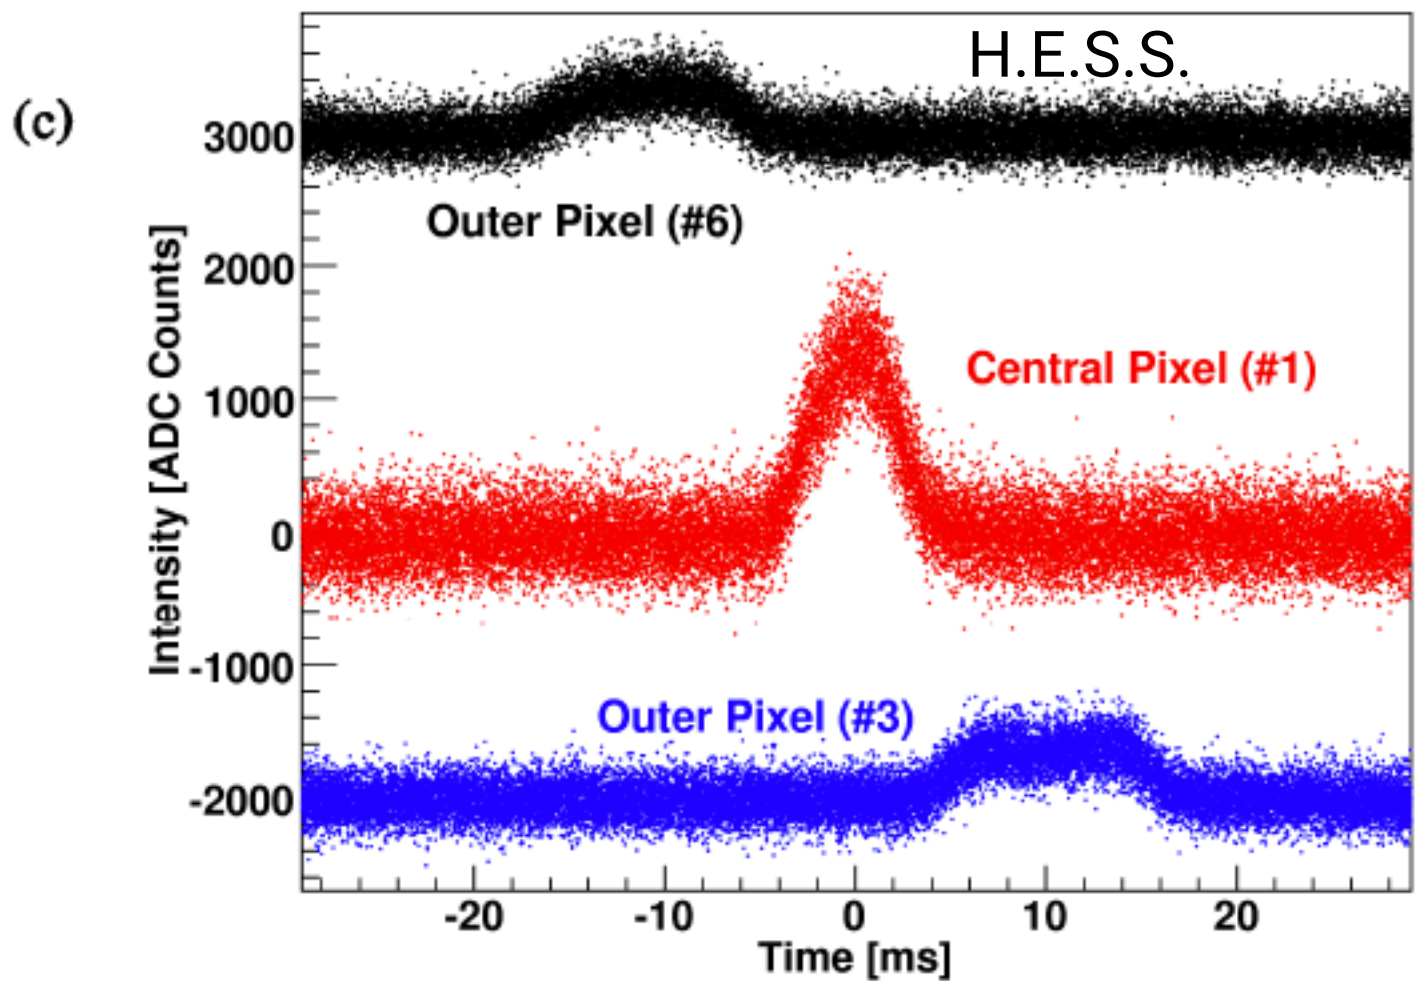 (c)
H.E.S.S.
3000
Outer Pixel (#6)
2000
Central Pixel (#1)
1000
0
-1000
Outer Pixel (#3)
-2000
Intensity [ADC Counts]
-20 -10 0 10 20
Time [ms]